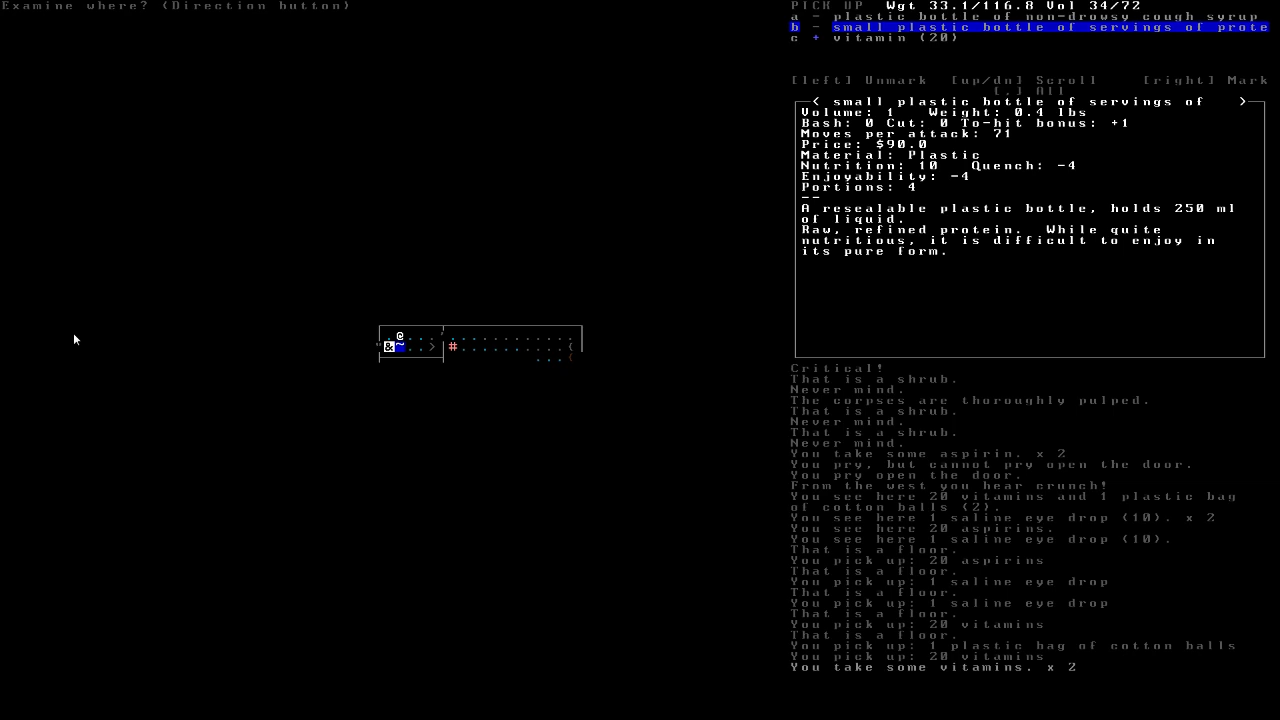 Examine where? (Direction button)
PICK UP  Wgt 33.1/116.8 Vol 34/72
a - plastic bottle of non-drowsy cough syrup
b - small plastic bottle of servings of prote
c + vitamin (20)
[left] Unmark  [up/dn] Scroll  [right] Mark
[,] All
< small plastic bottle of servings of >
Volume: 1  Weight: 0.4 lbs
Bash: 0 Cut: 0 To-hit bonus: +1
Moves per attack: 71
Price: $90.0
Material: Plastic
Nutrition: 10  Quench: -4
Enjoyability: -4
Portions: 4
--
A resealable plastic bottle, holds 250 ml
of liquid.
Raw, refined protein.  While quite
nutritious, it is difficult to enjoy in
its pure form.
Critical!
That is a shrub.
Never mind.
The corpses are thoroughly pulped.
That is a shrub.
Never mind.
That is a shrub.
Never mind.
You take some aspirin. x 2
You pry, but cannot pry open the door.
You pry open the door.
From the west you hear crunch!
You see here 20 vitamins and 1 plastic bag
of cotton balls (2).
You see here 1 saline eye drop (10). x 2
You see here 20 aspirins.
You see here 1 saline eye drop (10).
That is a floor.
You pick up: 20 aspirins
That is a floor.
You pick up: 1 saline eye drop
That is a floor.
You pick up: 1 saline eye drop
That is a floor.
You pick up: 20 vitamins
That is a floor.
You pick up: 1 plastic bag of cotton balls
You pick up: 20 vitamins
You take some vitamins. x 2